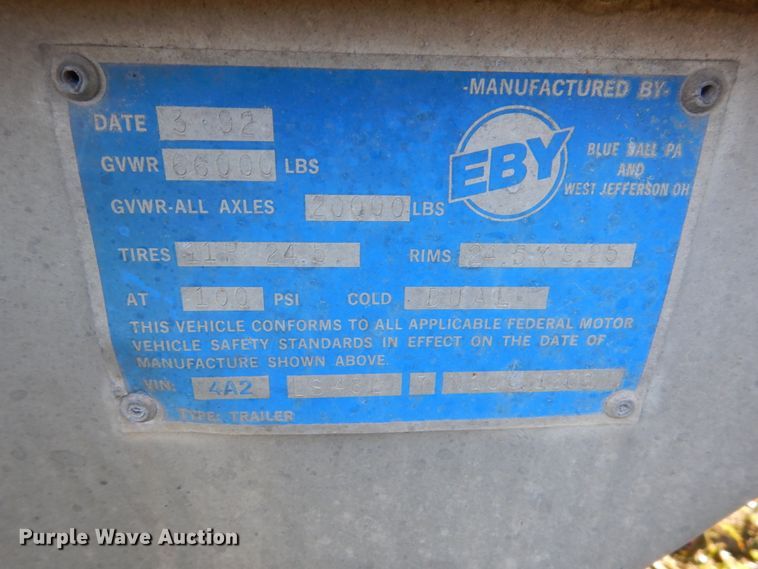 -MANUFACTURED BY-
DATE 3-92
GVWR 66000 LBS
EBY
BLUE BALL PA
AND
WEST JEFFERSON OH
GVWR-ALL AXLES 20000 LBS
TIRES 11R 24.5 RIMS 24.5 X 8.25
AT 100 PSI COLD DUAL
THIS VEHICLE CONFORMS TO ALL APPLICABLE FEDERAL MOTOR
VEHICLE SAFETY STANDARDS IN EFFECT ON THE DATE OF
MANUFACTURE SHOWN ABOVE.
VIN: 4A2
TYPE: TRAILER
Purple Wave Auction